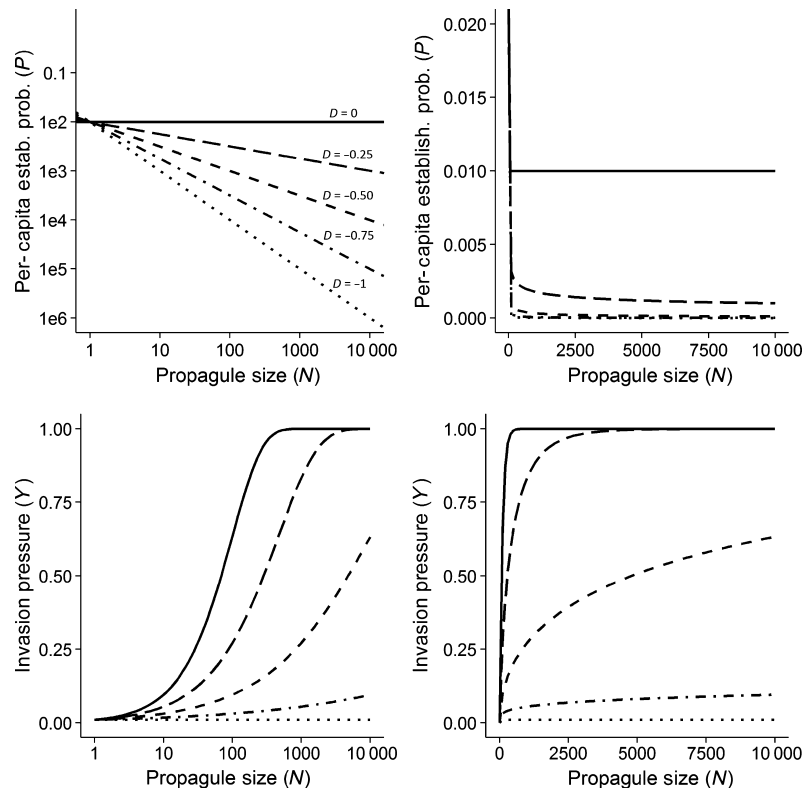 Per- capita estab. prob. (P)
0.1
1e2
1e3
1e4
1e5
1e6
D = 0
D = –0.25
D = –0.50
D = –0.75
D = –1
1
10
100
1000
10 000
Propagule size (N)
Per-capita establish. prob. (P)
0.020
0.015
0.010
0.005
0.000
0
2500
5000
7500
10 000
Propagule size (N)
Invasion pressure (Y)
1.00
0.75
0.50
0.25
0.00
1
10
100
1000
10 000
Propagule size (N)
Invasion pressure (Y)
1.00
0.75
0.50
0.25
0.00
0
2500
5000
7500
10 000
Propagule size (N)